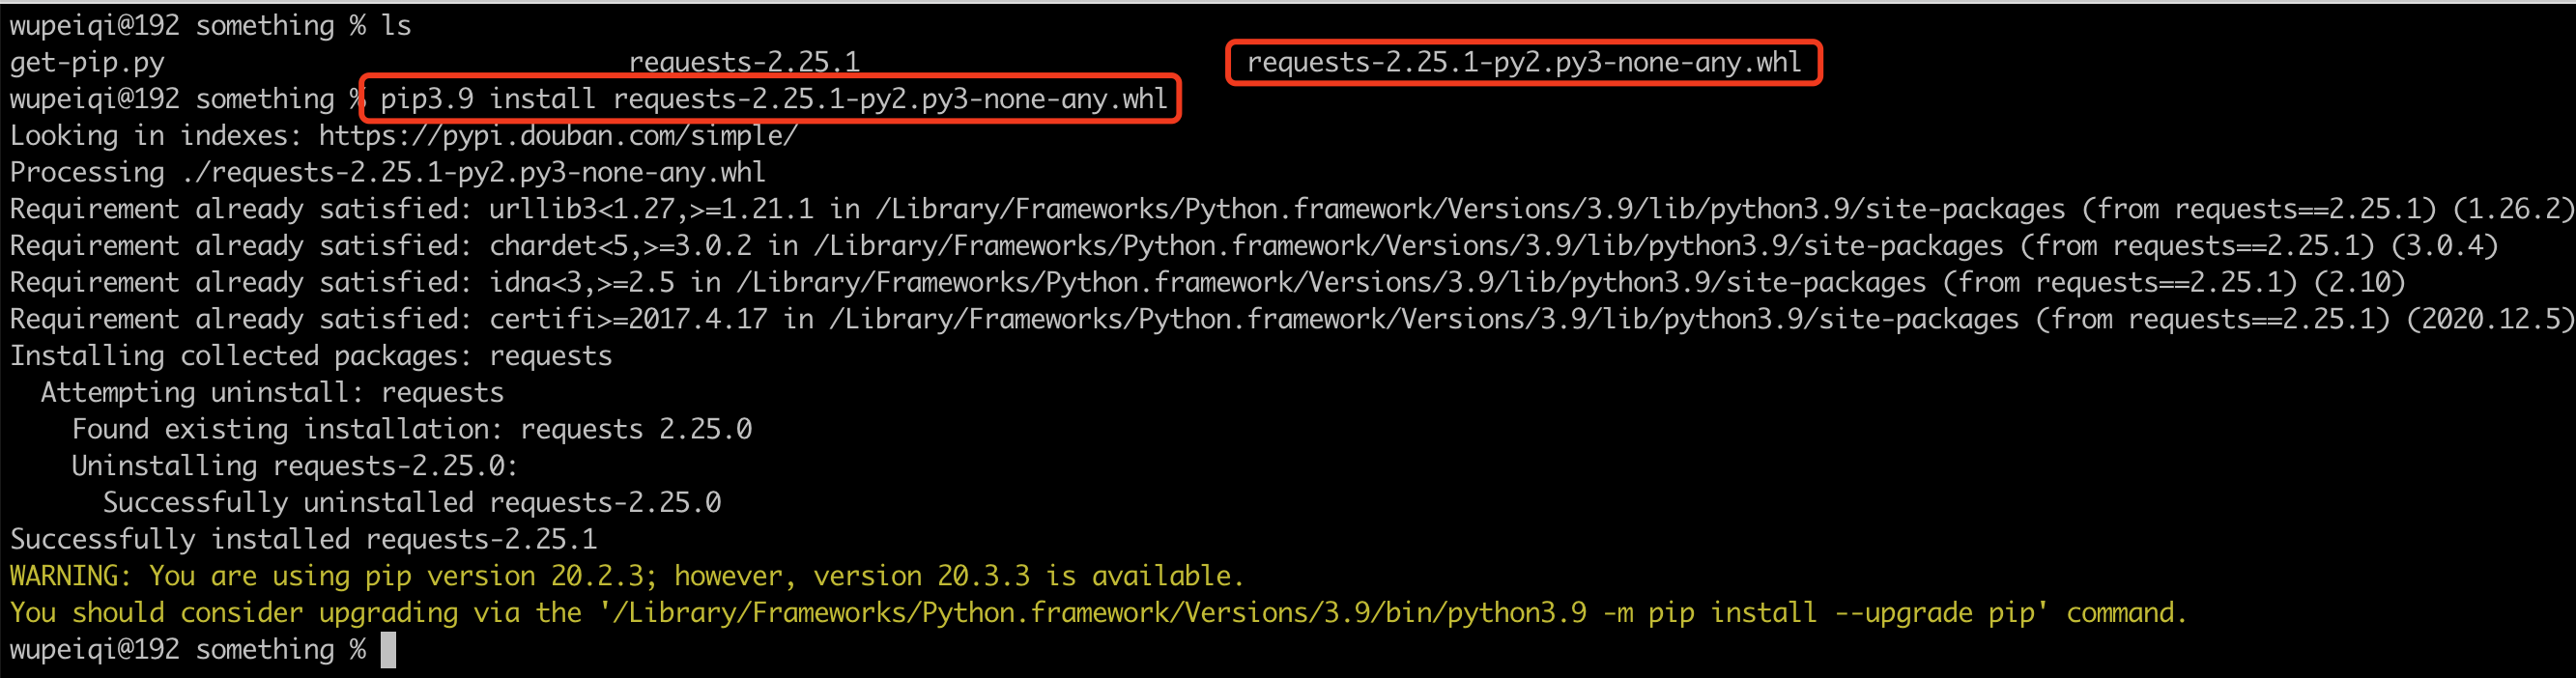 wupeiqi@192 something % ls
get-pip.py requests-2.25.1 requests-2.25.1-py2.py3-none-any.whl
wupeiqi@192 something % pip3.9 install requests-2.25.1-py2.py3-none-any.whl
Looking in indexes: https://pypi.douban.com/simple/
Processing ./requests-2.25.1-py2.py3-none-any.whl
Requirement already satisfied: urllib3<1.27,>=1.21.1 in /Library/Frameworks/Python.framework/Versions/3.9/lib/python3.9/site-packages (from requests==2.25.1) (1.26.2)
Requirement already satisfied: chardet<5,>=3.0.2 in /Library/Frameworks/Python.framework/Versions/3.9/lib/python3.9/site-packages (from requests==2.25.1) (3.0.4)
Requirement already satisfied: idna<3,>=2.5 in /Library/Frameworks/Python.framework/Versions/3.9/lib/python3.9/site-packages (from requests==2.25.1) (2.10)
Requirement already satisfied: certifi>=2017.4.17 in /Library/Frameworks/Python.framework/Versions/3.9/lib/python3.9/site-packages (from requests==2.25.1) (2020.12.5)
Installing collected packages: requests
  Attempting uninstall: requests
    Found existing installation: requests 2.25.0
    Uninstalling requests-2.25.0:
      Successfully uninstalled requests-2.25.0
Successfully installed requests-2.25.1
WARNING: You are using pip version 20.2.3; however, version 20.3.3 is available.
You should consider upgrading via the '/Library/Frameworks/Python.framework/Versions/3.9/bin/python3.9 -m pip install --upgrade pip' command.
wupeiqi@192 something %